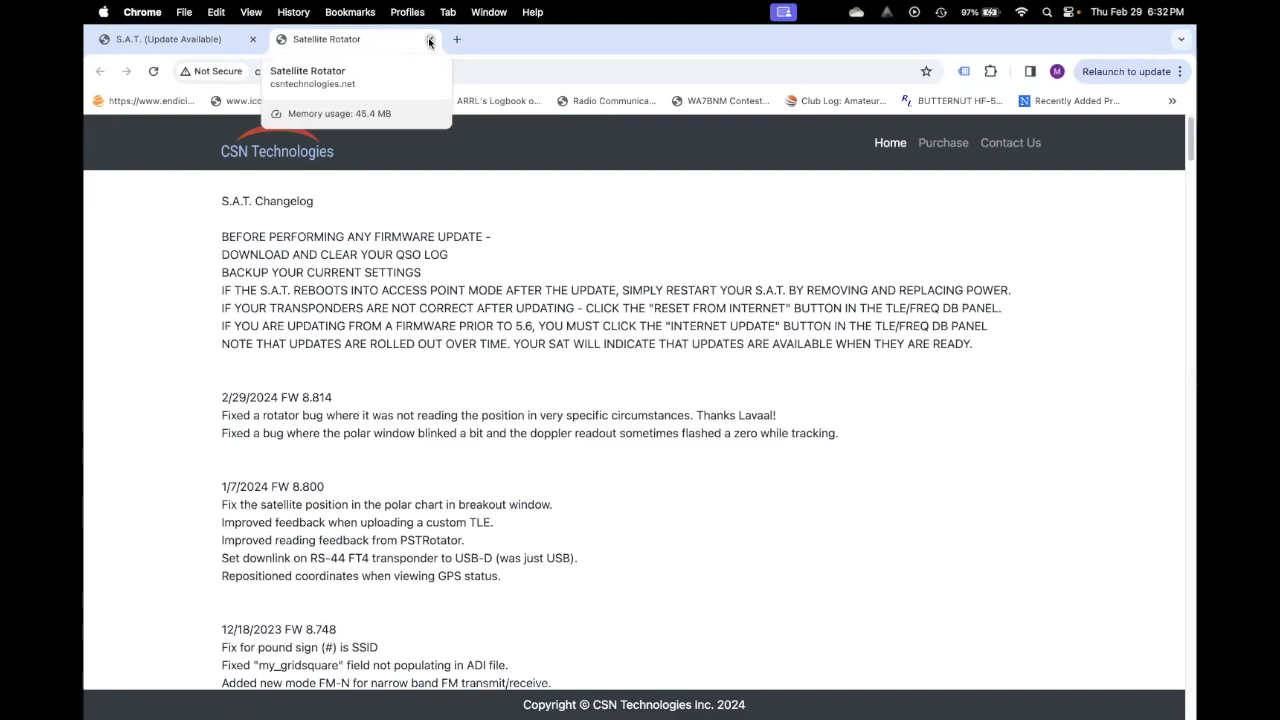 Chrome File Edit View History Bookmarks Profiles Tab Window Help 97% Thu Feb 29 6:32 PM
S.A.T. (Update Available) Satellite Rotator
Not Secure Relaunch to update
M
Satellite Rotator
csntechnologies.net
Memory usage: 45.4 MB
https://www.endici... ARRL's Logbook o... Radio Communica... WA7BNM Contest... Club Log: Amateur... BUTTERNUT HF-5... Recently Added Pr...
CSN Technologies
Home Purchase Contact Us
S.A.T. Changelog
BEFORE PERFORMING ANY FIRMWARE UPDATE -
DOWNLOAD AND CLEAR YOUR QSO LOG
BACKUP YOUR CURRENT SETTINGS
IF THE S.A.T. REBOOTS INTO ACCESS POINT MODE AFTER THE UPDATE, SIMPLY RESTART YOUR S.A.T. BY REMOVING AND REPLACING POWER.
IF YOUR TRANSPONDERS ARE NOT CORRECT AFTER UPDATING - CLICK THE "RESET FROM INTERNET" BUTTON IN THE TLE/FREQ DB PANEL.
IF YOU ARE UPDATING FROM A FIRMWARE PRIOR TO 5.6, YOU MUST CLICK THE "INTERNET UPDATE" BUTTON IN THE TLE/FREQ DB PANEL
NOTE THAT UPDATES ARE ROLLED OUT OVER TIME. YOUR SAT WILL INDICATE THAT UPDATES ARE AVAILABLE WHEN THEY ARE READY.
2/29/2024 FW 8.814
Fixed a rotator bug where it was not reading the position in very specific circumstances. Thanks Lavaal!
Fixed a bug where the polar window blinked a bit and the doppler readout sometimes flashed a zero while tracking.
1/7/2024 FW 8.800
Fix the satellite position in the polar chart in breakout window.
Improved feedback when uploading a custom TLE.
Improved reading feedback from PSTRotator.
Set downlink on RS-44 FT4 transponder to USB-D (was just USB).
Repositioned coordinates when viewing GPS status.
12/18/2023 FW 8.748
Fix for pound sign (#) is SSID
Fixed "my_gridsquare" field not populating in ADI file.
Added new mode FM-N for narrow band FM transmit/receive.
Copyright © CSN Technologies Inc. 2024